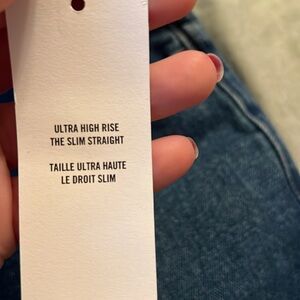 ULTRA HIGH RISE
THE SLIM STRAIGHT
TAILLE ULTRA HAUTE
LE DROIT SLIM